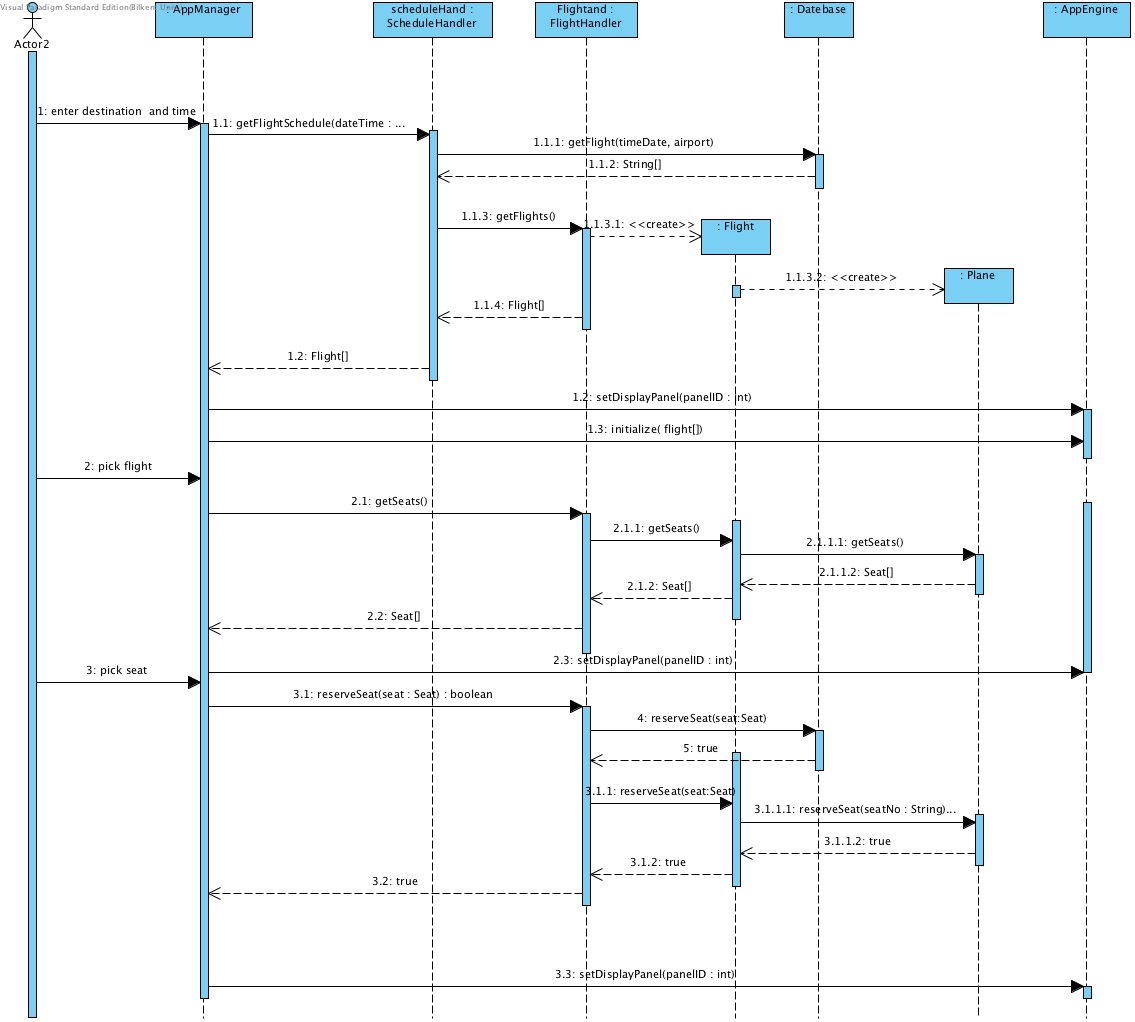 Visual Paradigm Standard Edition(Bilkent Univ.)
Actor2
: AppManager
scheduleHand :
ScheduleHandler
Flightand :
FlightHandler
: Datebase
: AppEngine
1: enter destination  and time
1.1: getFlightSchedule(dateTime : ...
1.1.1: getFlight(timeDate, airport)
1.1.2: String[]
1.1.3: getFlights()
1.1.3.1: <<create>>
: Flight
1.1.3.2: <<create>>
: Plane
1.1.4: Flight[]
1.2: Flight[]
1.2: setDisplayPanel(panelID : int)
1.3: initialize( flight[])
2: pick flight
2.1: getSeats()
2.1.1: getSeats()
2.1.1.1: getSeats()
2.1.1.2: Seat[]
2.1.2: Seat[]
2.2: Seat[]
2.3: setDisplayPanel(panelID : int)
3: pick seat
3.1: reserveSeat(seat : Seat) : boolean
4: reserveSeat(seat:Seat)
5: true
3.1.1: reserveSeat(seat:Seat)
3.1.1.1: reserveSeat(seatNo : String)...
3.1.1.2: true
3.1.2: true
3.2: true
3.3: setDisplayPanel(panelID : int)